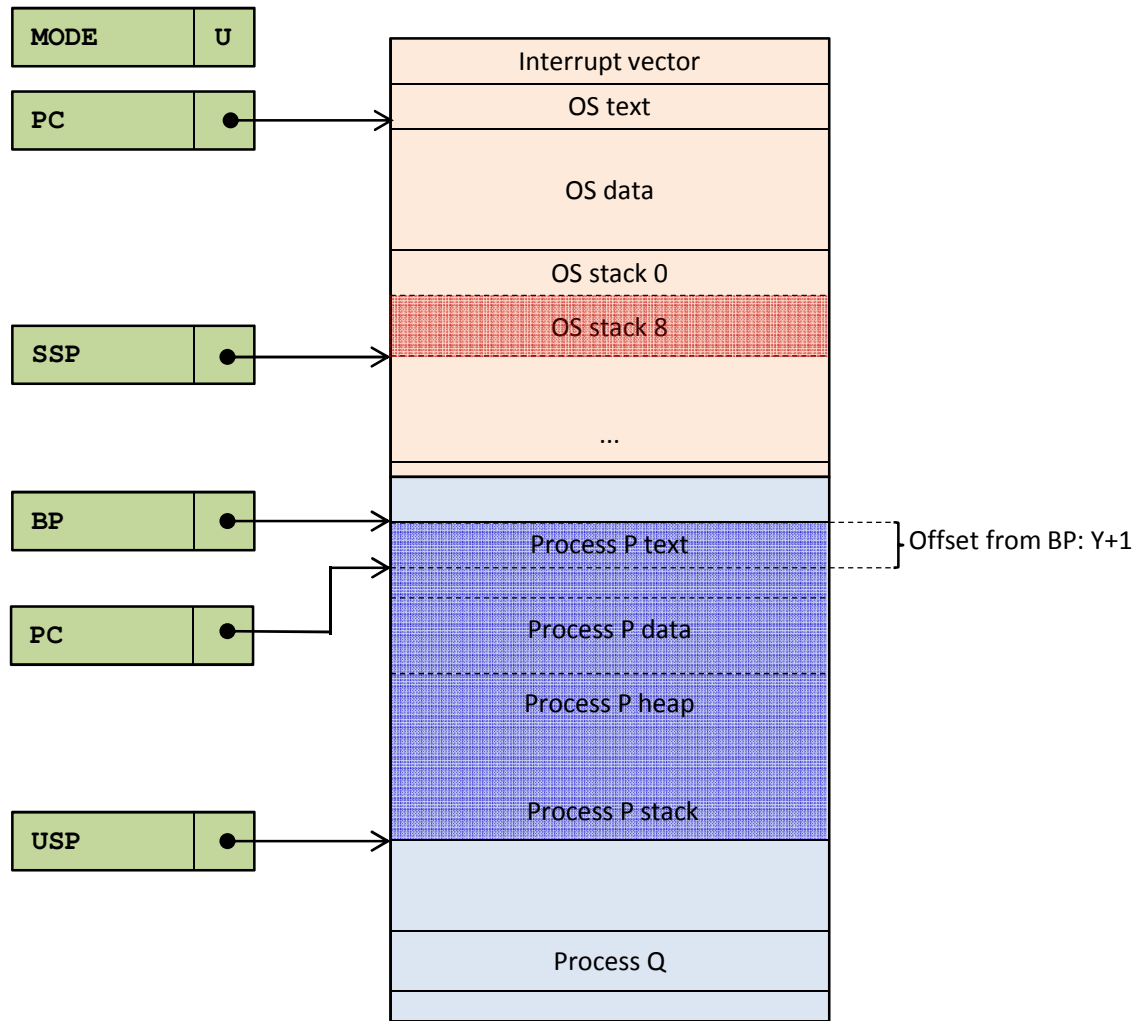 MODE U
Interrupt vector
PC
OS text
OS data
OS stack 0
OS stack 8
SSP
...
BP
Process P text
Offset from BP: Y+1
PC
Process P data
Process P heap
Process P stack
USP
Process Q